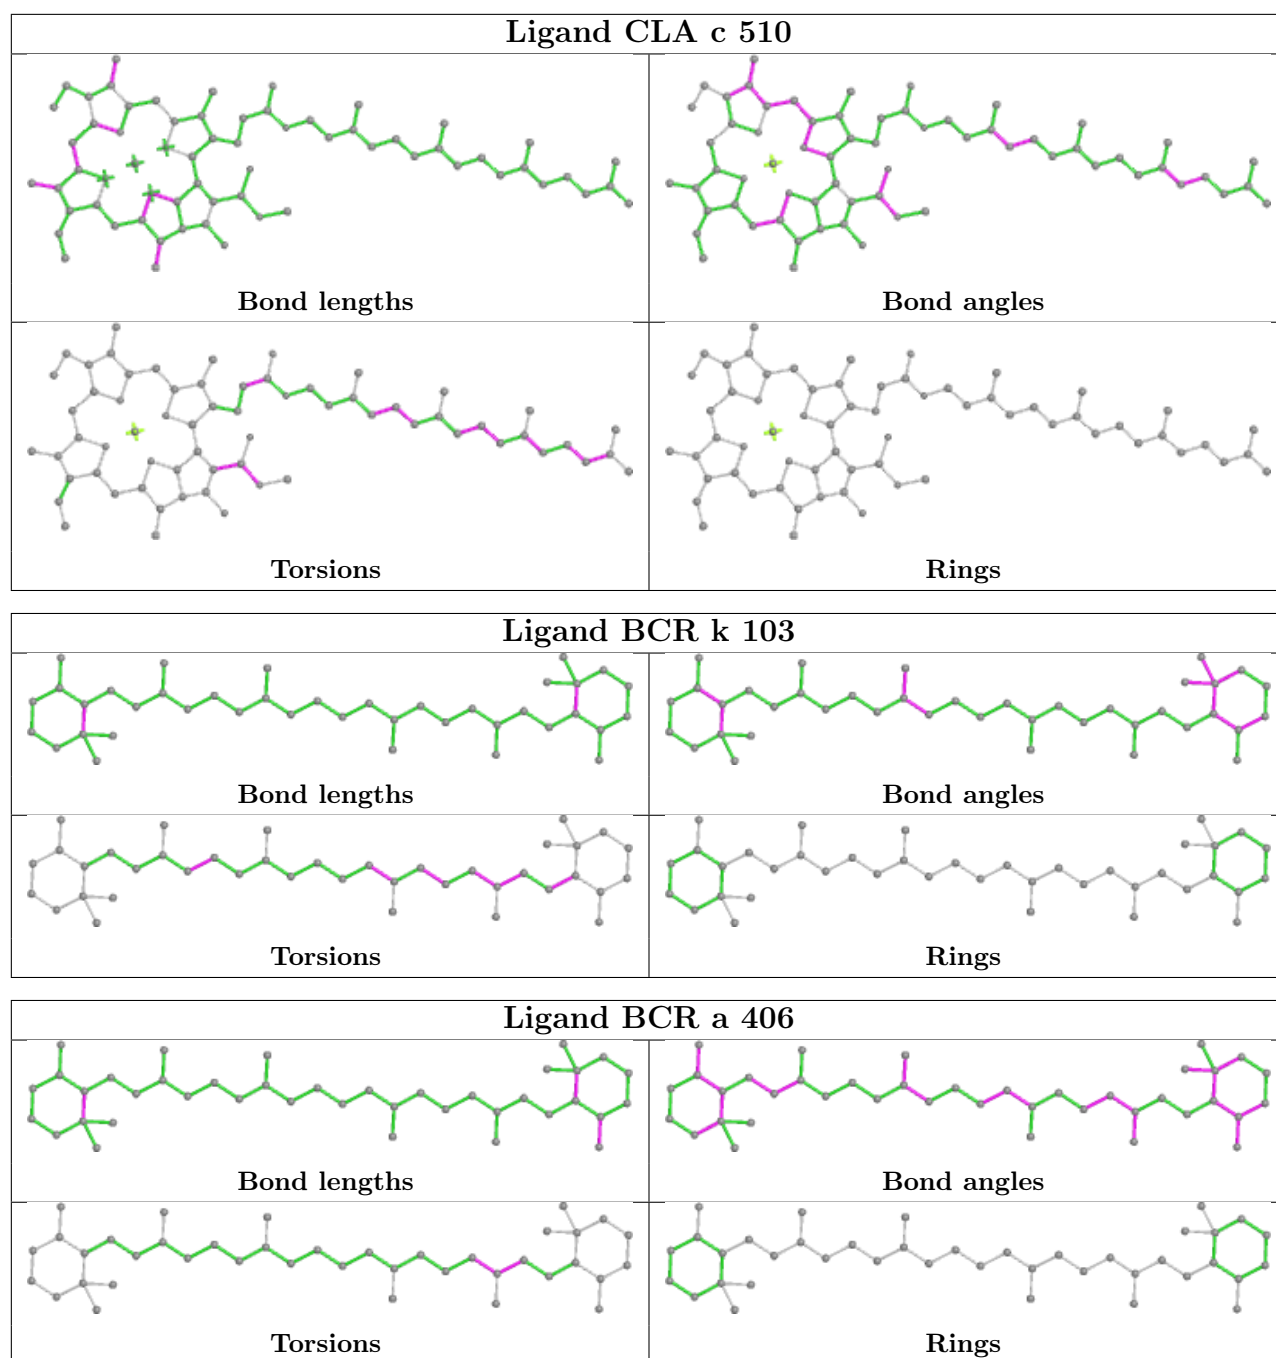 Ligand CLA c 510
Bond lengths
Bond angles
Torsions
Rings
Ligand BCR k 103
Bond lengths
Bond angles
Torsions
Rings
Ligand BCR a 406
Bond lengths
Bond angles
Torsions
Rings